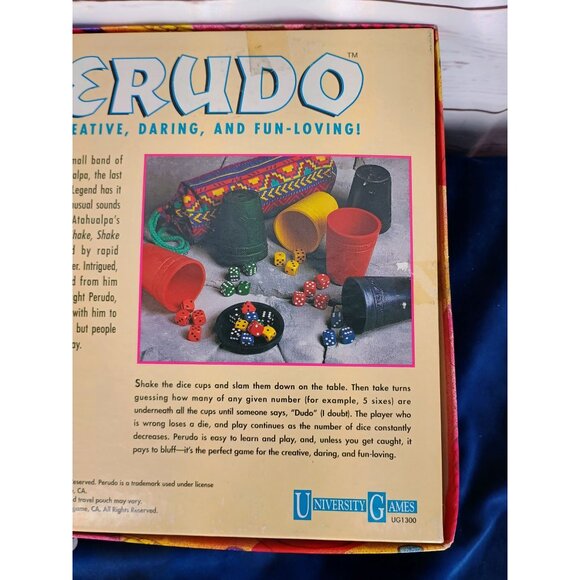 ERUDO™
EATIVE, DARING, AND FUN-LOVING!
mall band of
alpa, the last
Legend has it
nusual sounds
Atahualpa's
hake, Shake
d by rapid
er. Intrigued,
d from him
ght Perudo,
with him to
but people
ay.
Shake the dice cups and slam them down on the table. Then take turns
guessing how many of any given number (for example, 5 sixes) are
underneath all the cups until someone says, "Dudo" (I doubt). The player who
is wrong loses a die, and play continues as the number of dice constantly
decreases. Perudo is easy to learn and play, and, unless you get caught, it
pays to bluff—it's the perfect game for the creative, daring, and fun-loving.
eserved. Perudo is a trademark used under license
, CA.
d travel pouch may vary.
game, CA. All Rights Reserved.
UNIVERSITY GAMES
UG1300